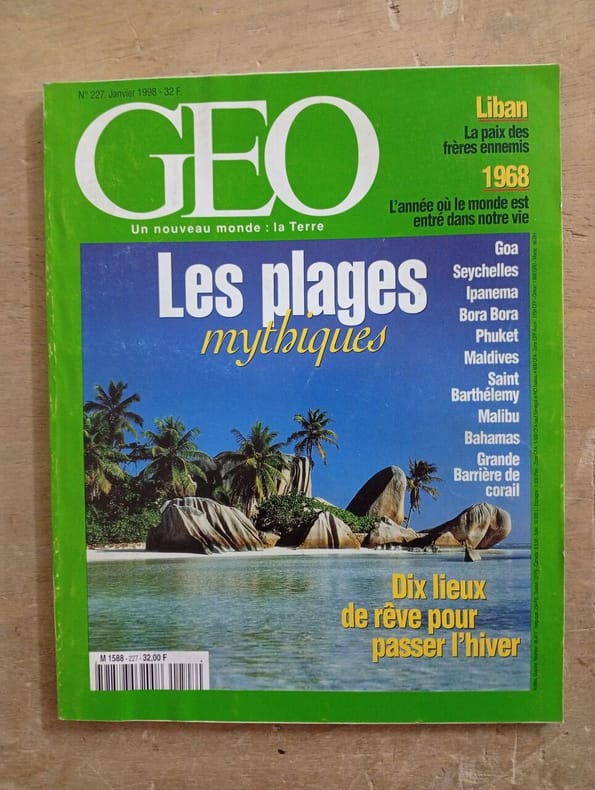 N° 227. Janvier 1998 - 32 F.
GEO
Un nouveau monde : la Terre
Liban
La paix des
frères ennemis
1968
L'année où le monde est
entré dans notre vie
Les plages
mythiques
Goa
Seychelles
Ipanema
Bora Bora
Phuket
Maldives
Saint
Barthélemy
Malibu
Bahamas
Grande
Barrière de
corail
Dix lieux
de rêve pour
passer l'hiver
M 1588 - 227 - 32,00 F